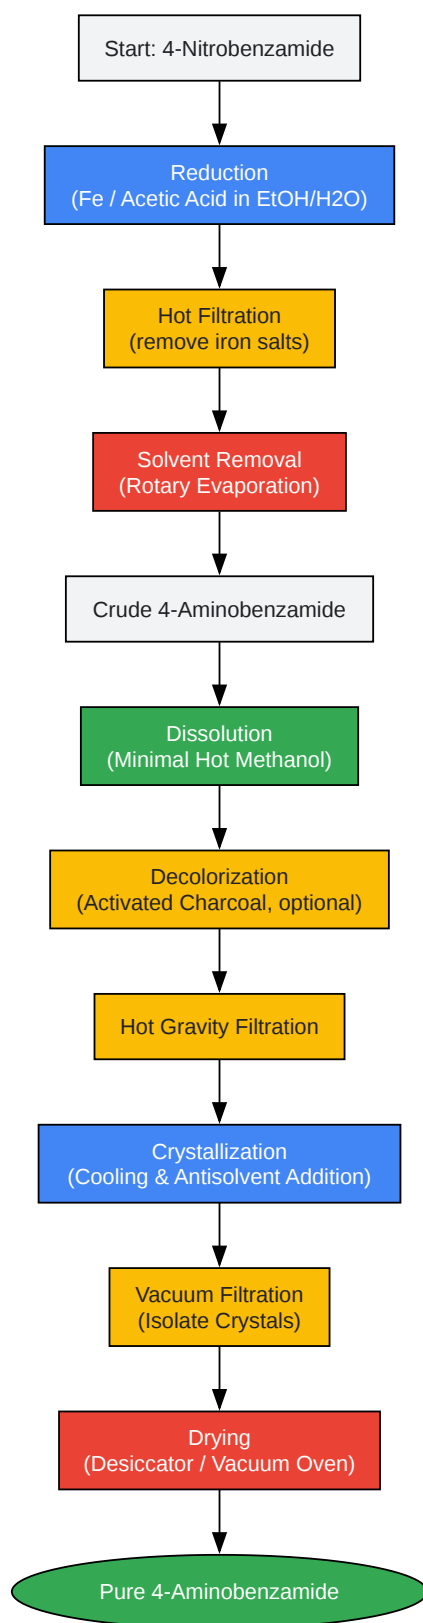 Start: 4-Nitrobenzamide
Reduction
(Fe / Acetic Acid in EtOH/H2O)
Hot Filtration
(remove iron salts)
Solvent Removal
(Rotary Evaporation)
Crude 4-Aminobenzamide
Dissolution
(Minimal Hot Methanol)
Decolorization
(Activated Charcoal, optional)
Hot Gravity Filtration
Crystallization
(Cooling & Antisolvent Addition)
Vacuum Filtration
(Isolate Crystals)
Drying
(Desiccator / Vacuum Oven)
Pure 4-Aminobenzamide